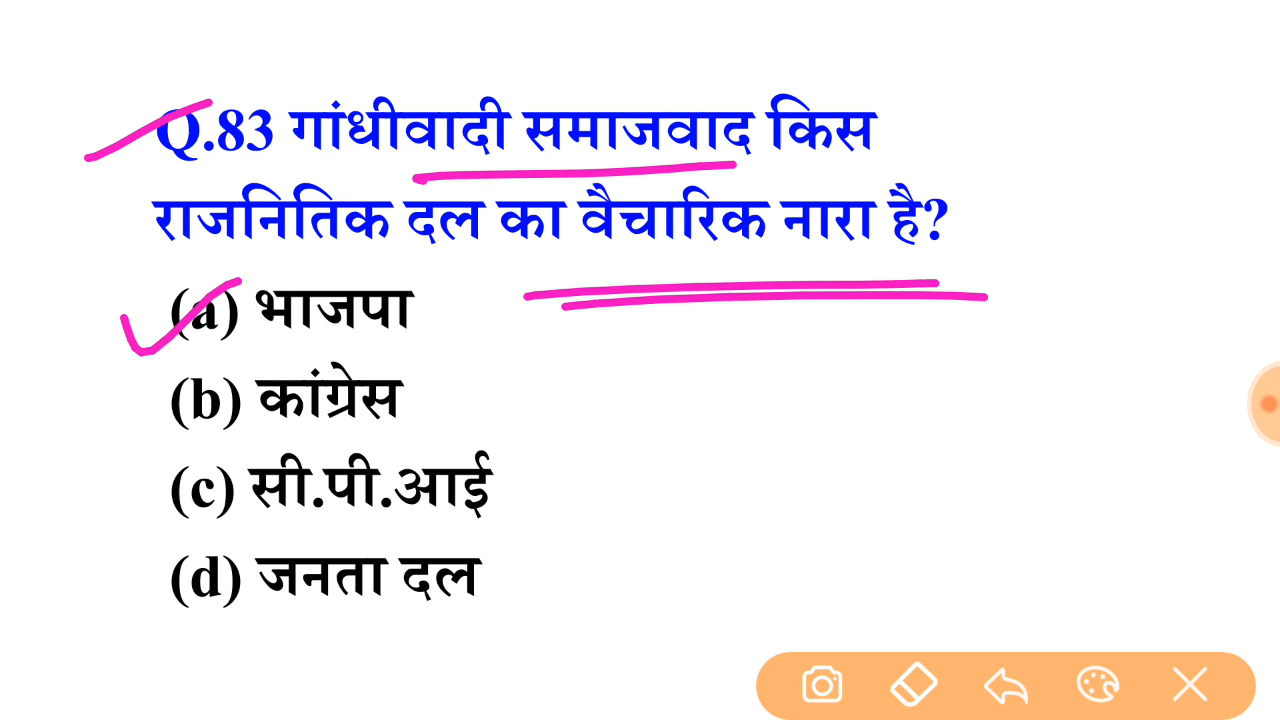 Q.83 गांधीवादी समाजवाद किस
राजनितिक दल का वैचारिक नारा है?
(a) भाजपा
(b) कांग्रेस
(c) सी.पी.आई
(d) जनता दल